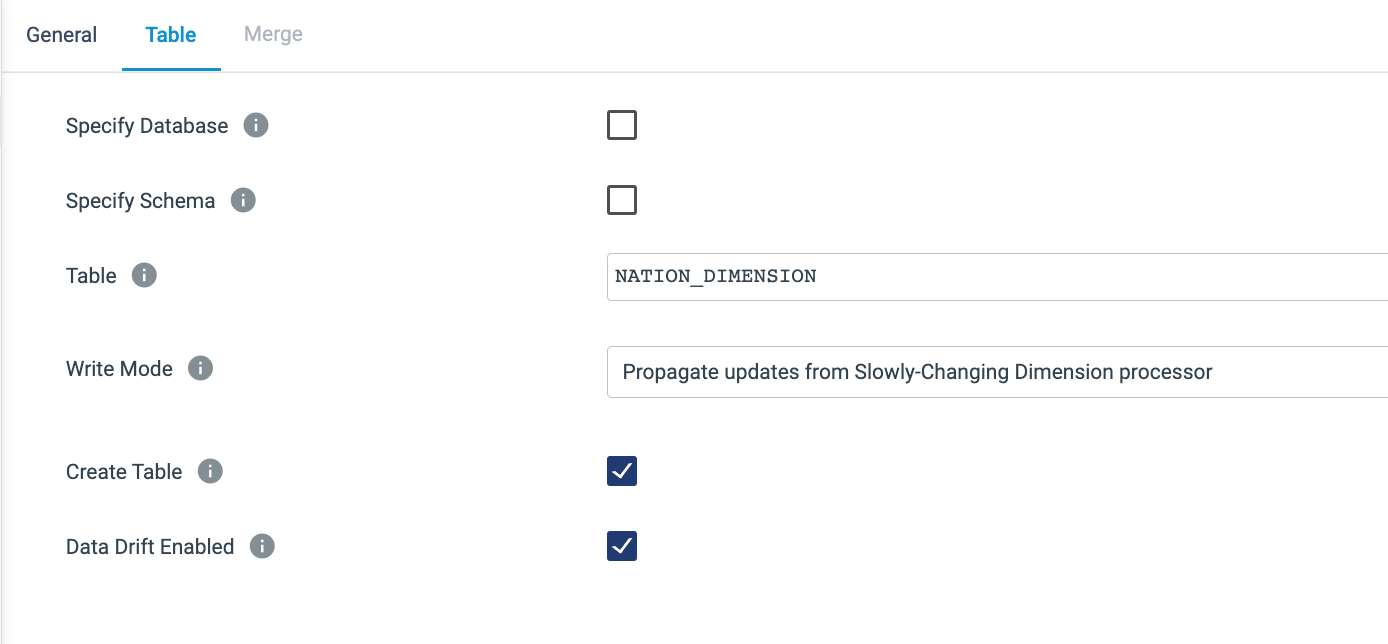 General Table Merge
Specify Database
Specify Schema
Table NATION_DIMENSION
Write Mode Propagate updates from Slowly-Changing Dimension processor
Create Table
Data Drift Enabled